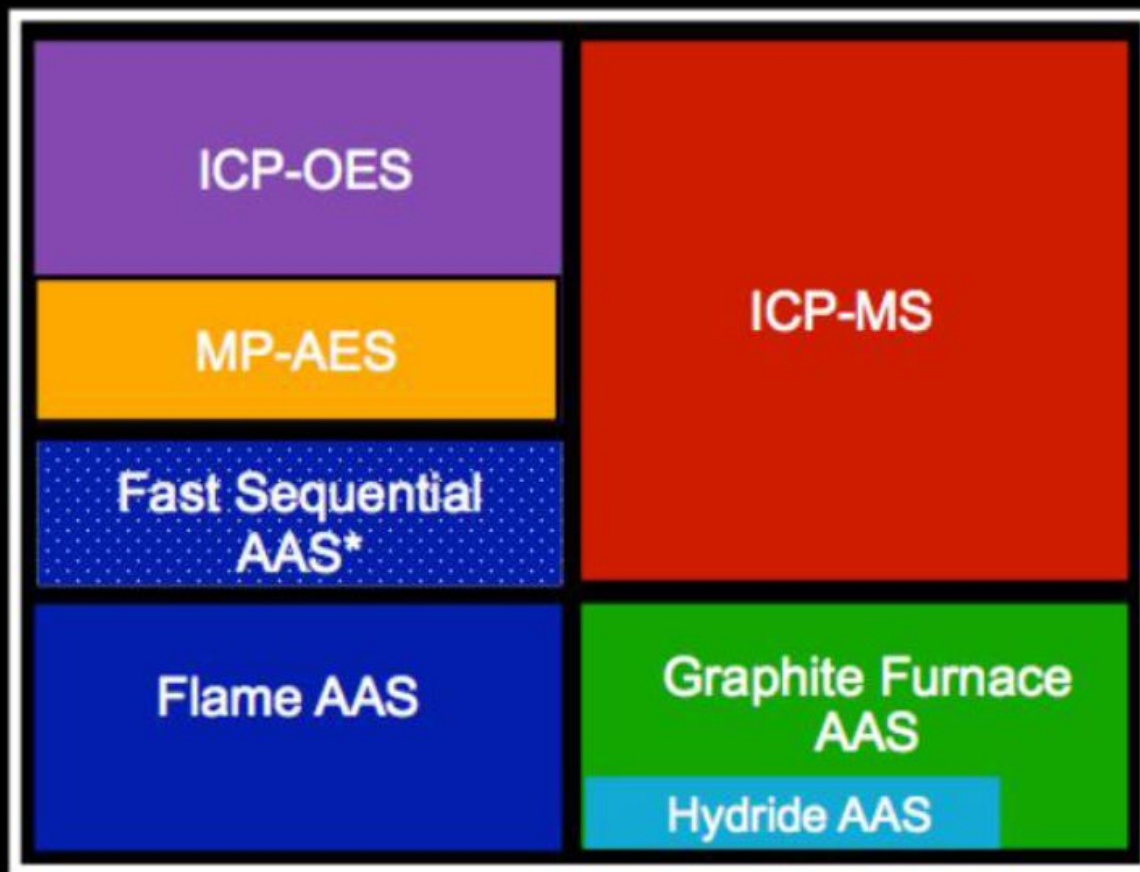 ICP-OES
MP-AES
Fast Sequential
AAS*
Flame AAS
ICP-MS
Graphite Furnace
AAS
Hydride AAS